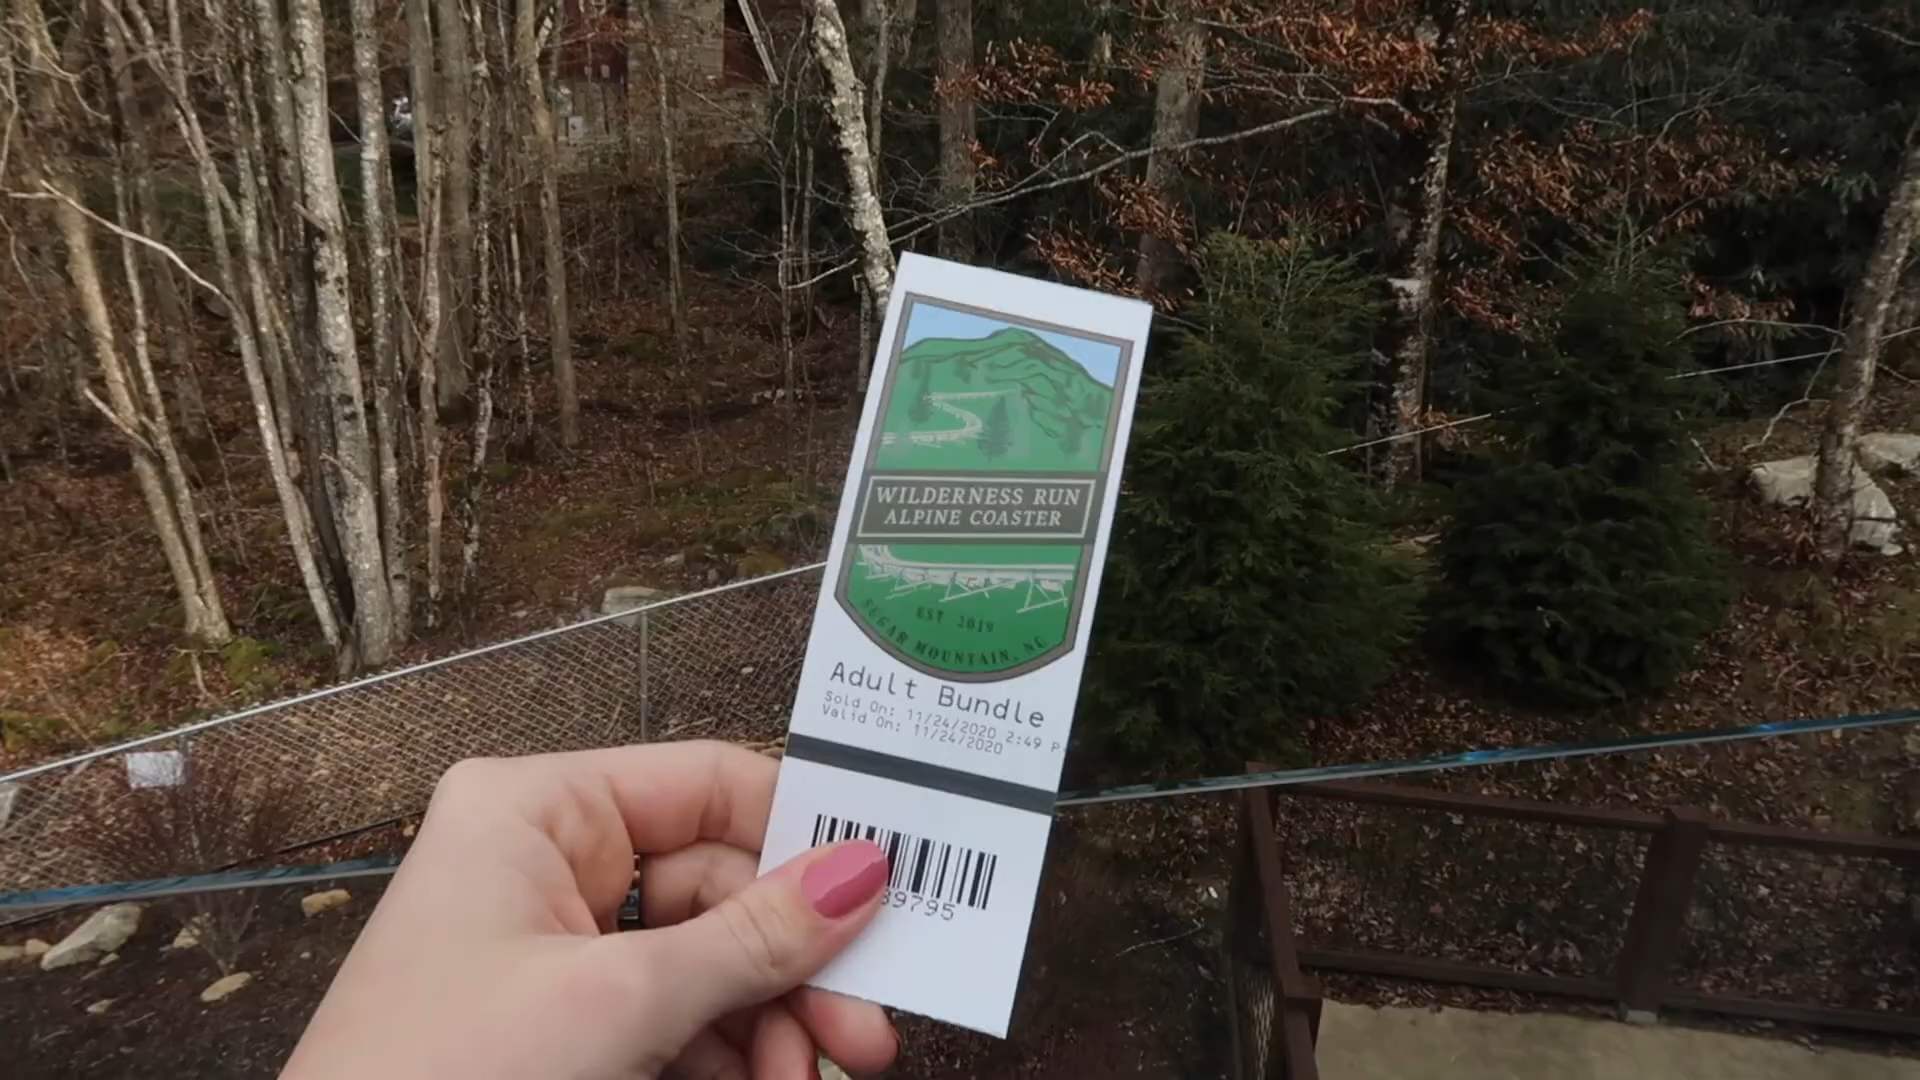 WILDERNESS RUN
ALPINE COASTER
EST 2019
SUGAR MOUNTAIN, NC
Adult Bundle
Sold On: 11/24/2020 2:49 P
Valid On: 11/24/2020
39795